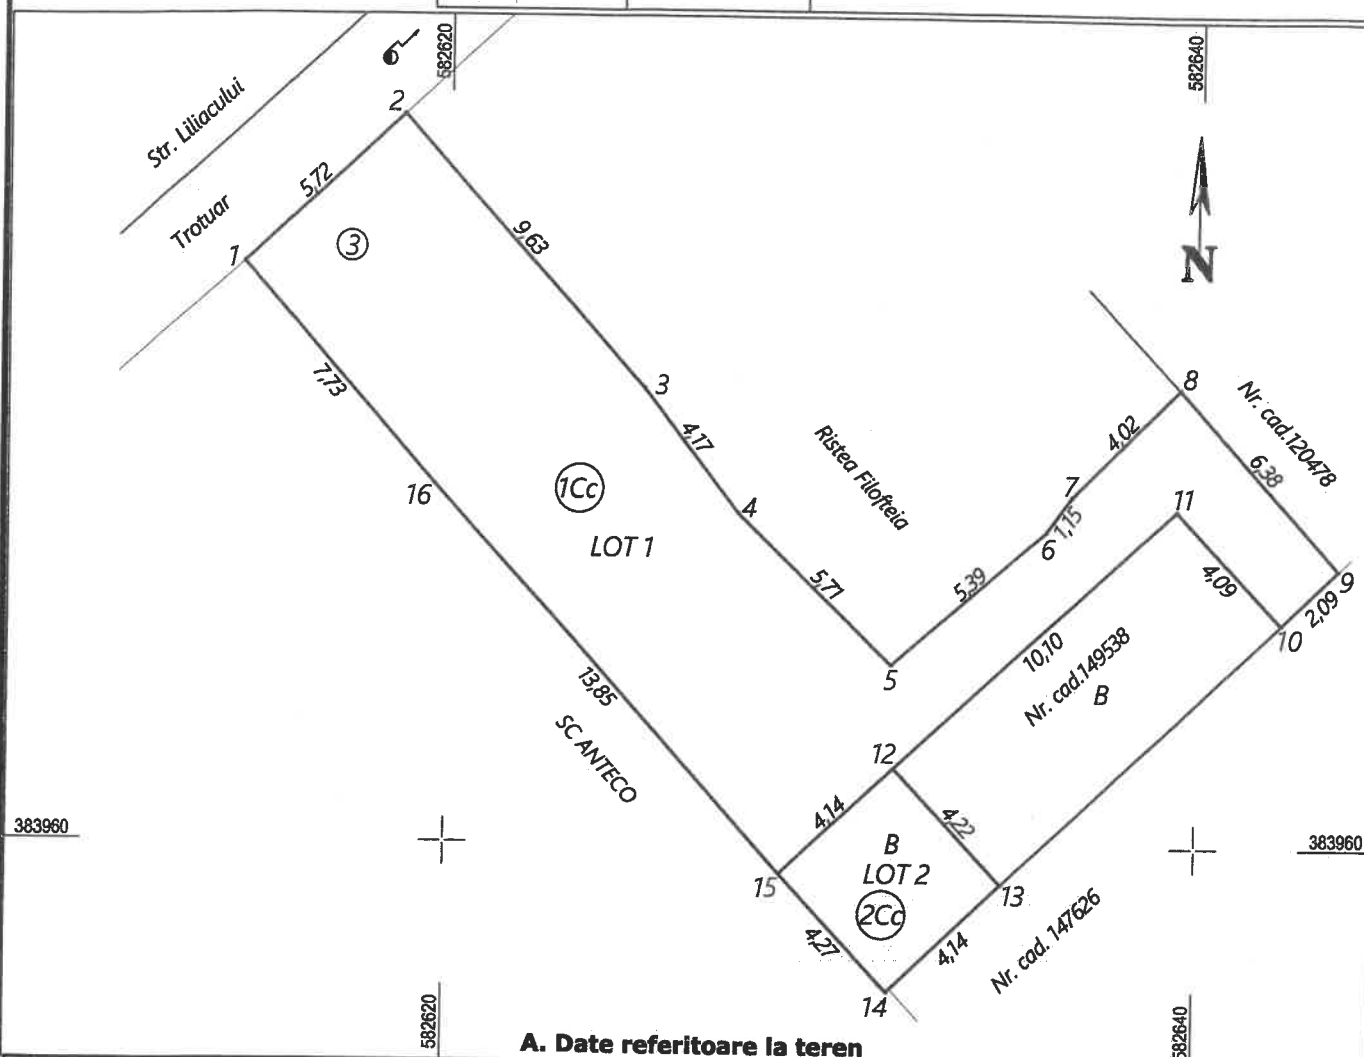 582620
582640
Str. Liliacului
2
5,72
Trotuar
3
9,63
1
N
7,73
3
8
Nr. cad.120478
4,17
Ristea Filofteia
4,02
6,38
16
1Cc
4
7
11
LOT 1
6
1,15
5,71
5,39
4,09
9
2,09
5
10,10
10
13,85
Nr. cad.149538
B
SC ANTECO
12
4,14
4,22
383960
383960
B
LOT 2
15
13
2Cc
4,27
4,14
Nr. cad. 147626
14
582620
582640
A. Date referitoare la teren